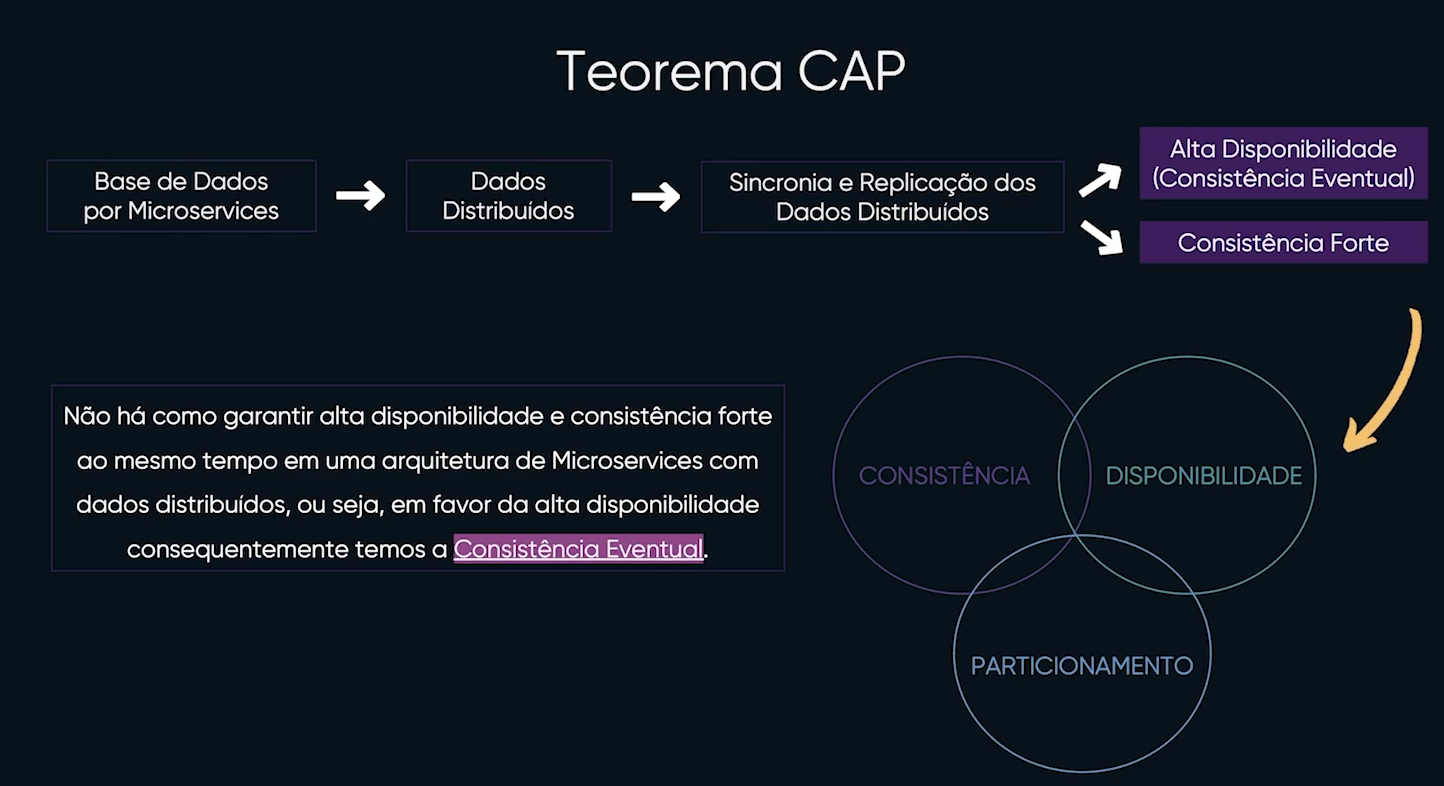 Teorema CAP
Base de Dados
por Microservices
Dados
Distribuídos
Sincronia e Replicação dos
Dados Distribuídos
Alta Disponibilidade
(Consistência Eventual)
Consistência Forte
Não há como garantir alta disponibilidade e consistência forte
ao mesmo tempo em uma arquitetura de Microservices com
dados distribuídos, ou seja, em favor da alta disponibilidade
consequentemente temos a Consistência Eventual.
CONSISTÊNCIA
DISPONIBILIDADE
PARTICIONAMENTO